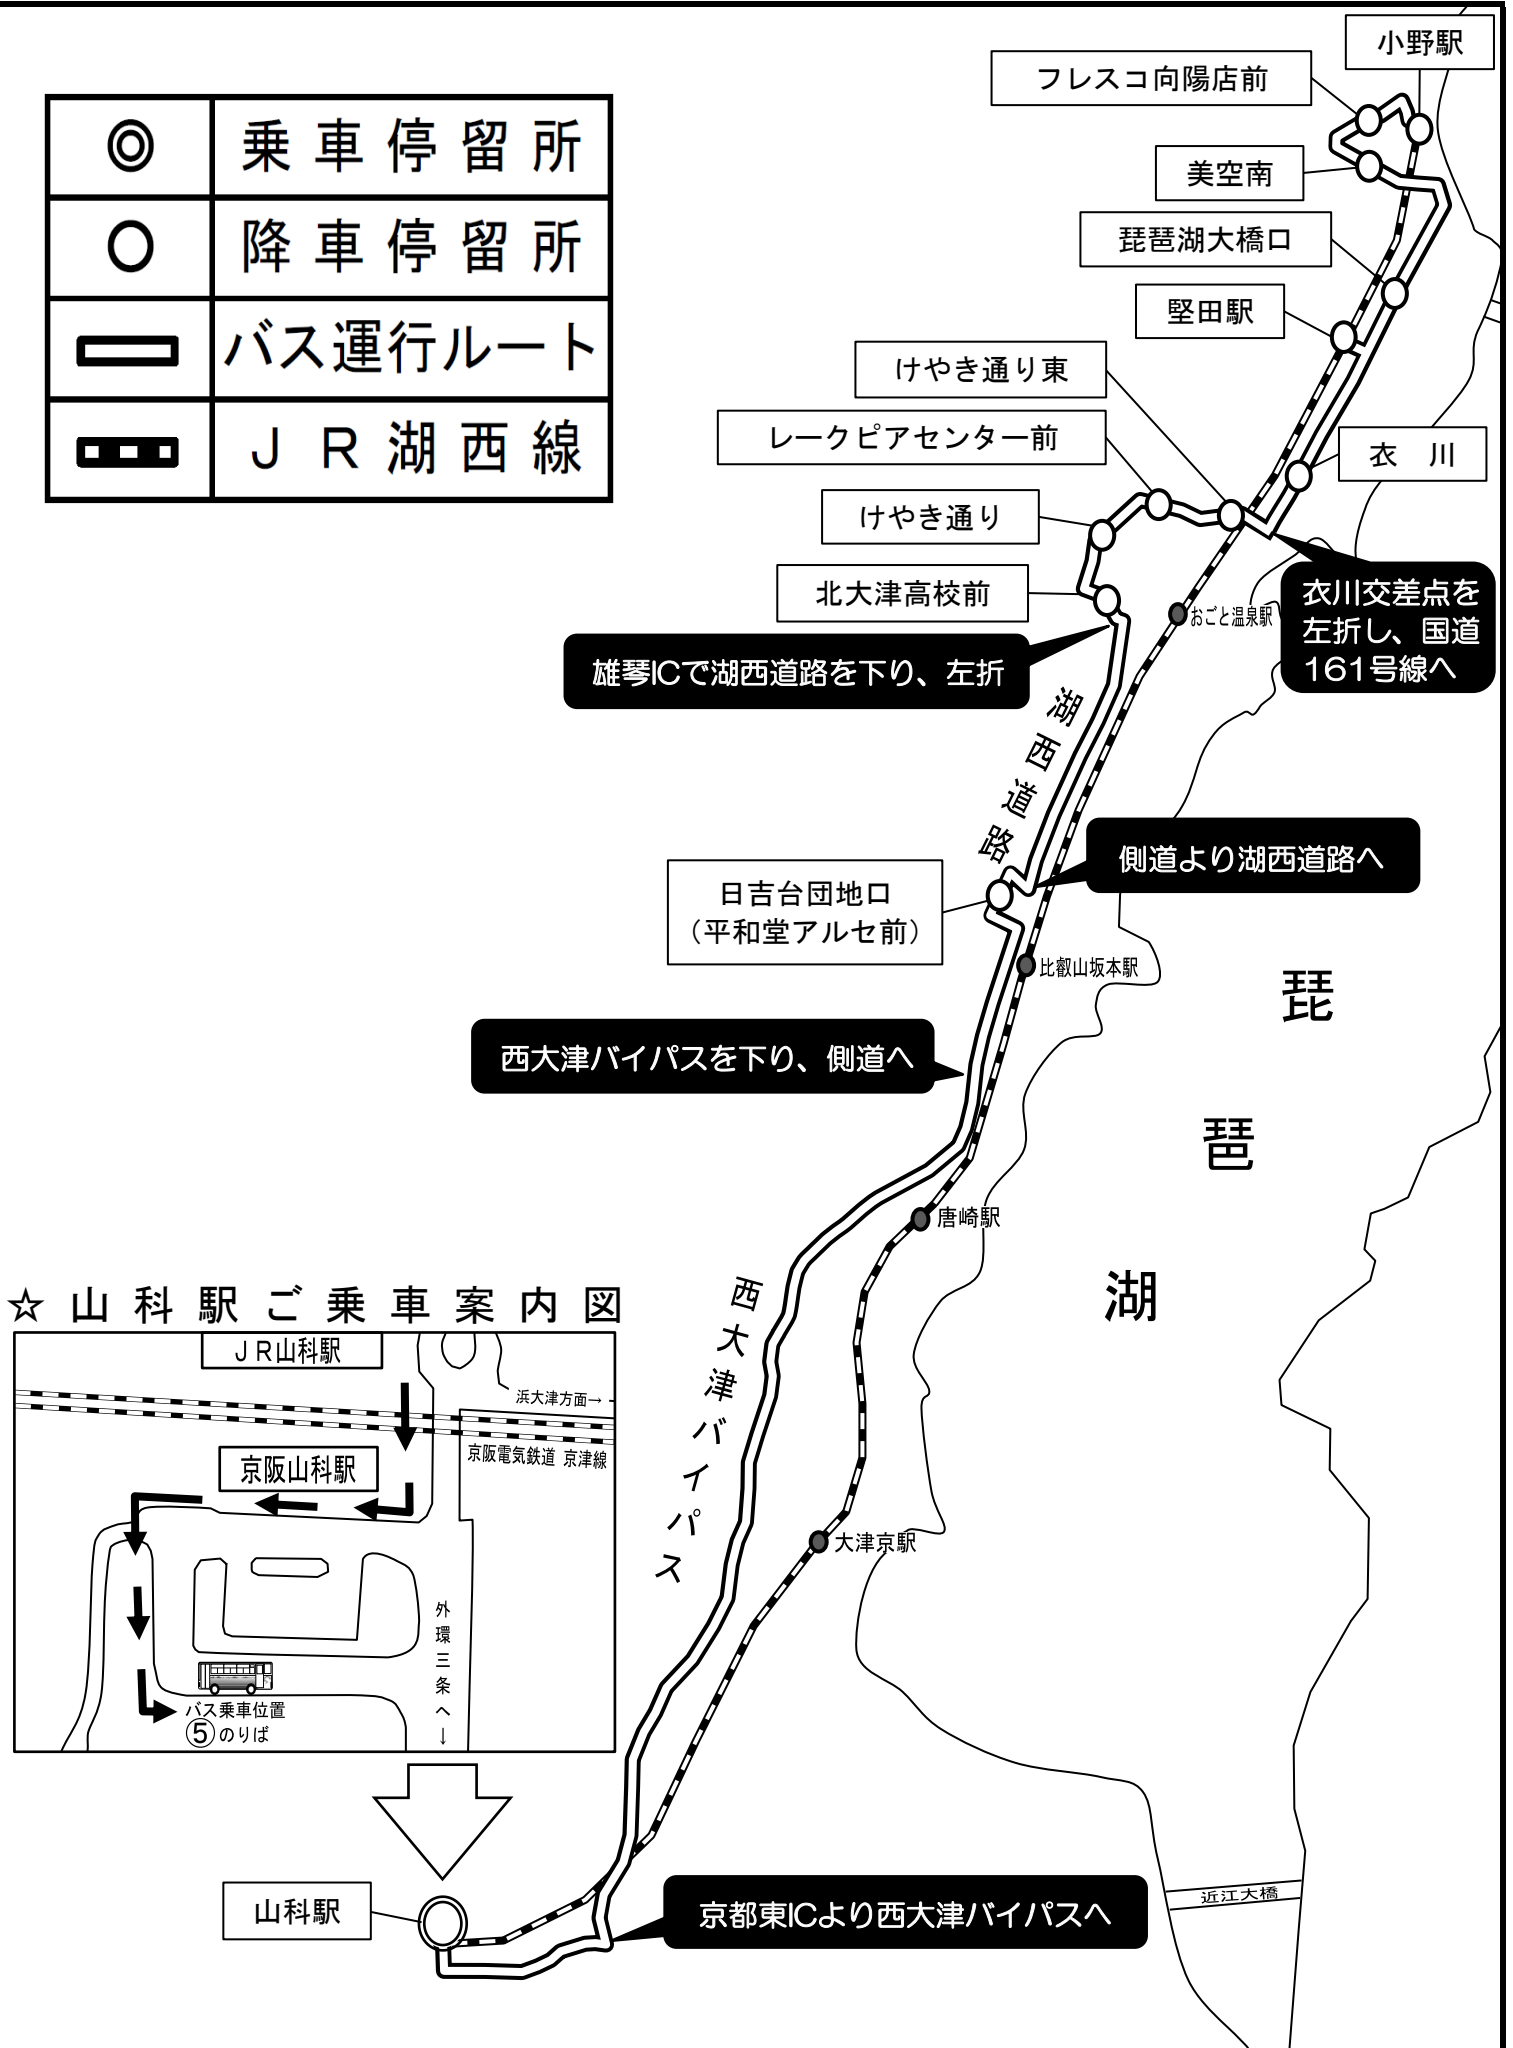 乗車停留所
降車停留所
バス運行ルート
ＪＲ湖西線
小野駅
フレスコ向陽店前
美空南
琵琶湖大橋口
堅田駅
けやき通り東
レークピアセンター前
衣　川
けやき通り
北大津高校前
おごと温泉駅
衣川交差点を
左折し、国道
161号線へ
雄琴ICで湖西道路を下り、左折
湖西道路
側道より湖西道路へ
日吉台団地口
（平和堂アルセ前）
比叡山坂本駅
琵琶湖
西大津バイパスを下り、側道へ
唐崎駅
西大津バイパス
大津京駅
☆山科駅ご乗車案内図
ＪＲ山科駅
浜大津方面→
京阪電気鉄道 京津線
京阪山科駅
外環三条へ↓
バス乗車位置
⑤のりば
山科駅
京都東ICより西大津バイパスへ
近江大橋